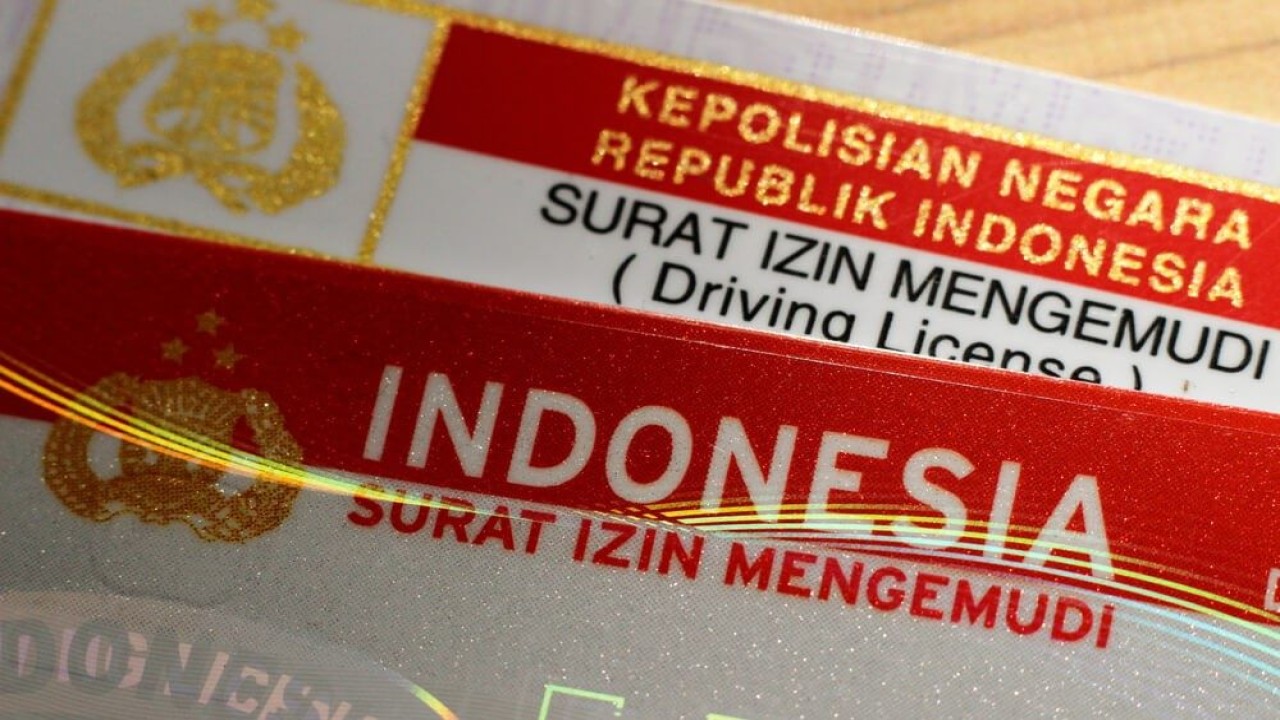 KEPOLISIAN NEGARA
REPUBLIK INDONESIA
SURAT IZIN MENGEMUDI
( Driving License )
INDONESIA
SURAT IZIN MENGEMUDI